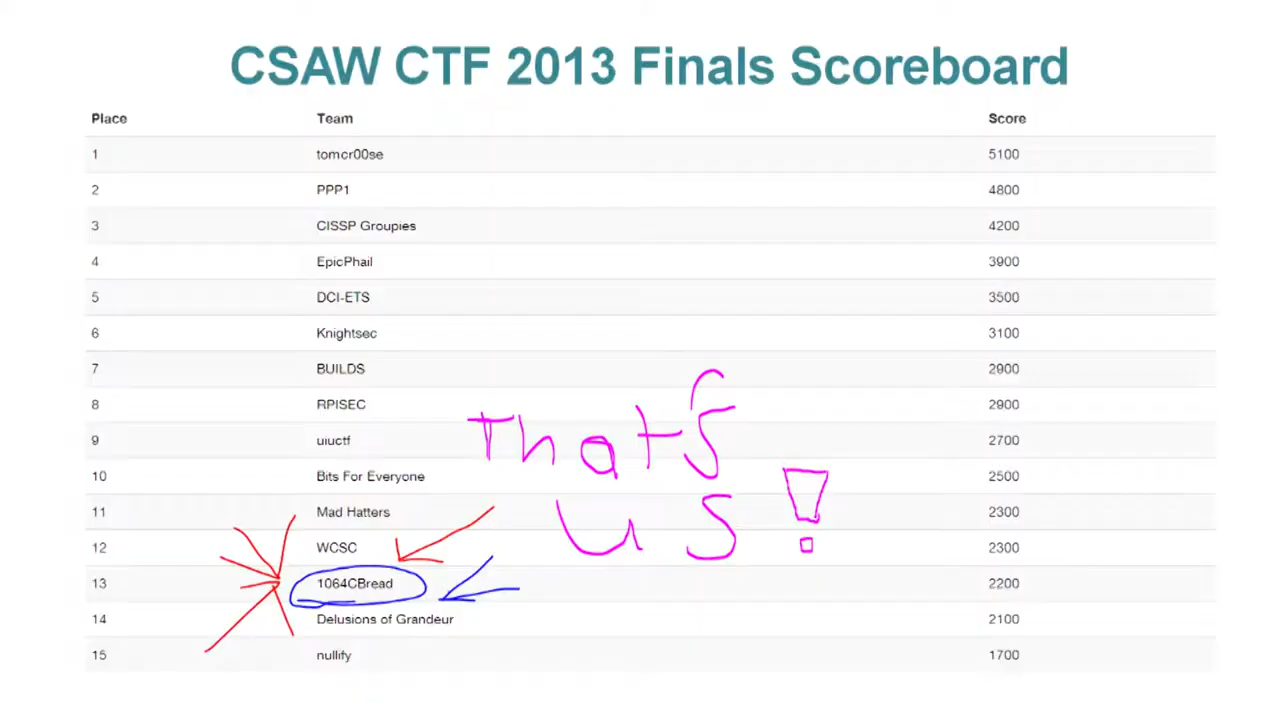 CSAW CTF 2013 Finals Scoreboard
Place Team Score
1 tomcr00se 5100
2 PPP1 4800
3 CISSP Groupies 4200
4 EpicPhail 3900
5 DCI-ETS 3500
6 Knightsec 3100
7 BUILDS 2900
8 RPISEC 2900
9 uiuctf 2700
10 Bits For Everyone 2500
11 Mad Hatters 2300
12 WCSC 2300
13 1064CBread 2200
14 Delusions of Grandeur 2100
15 nullify 1700
That's
us!